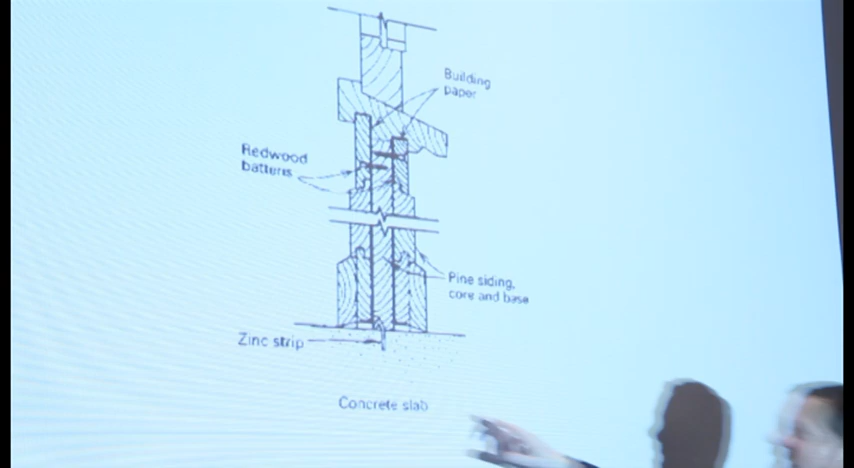 Building
paper
Redwood
battens
Pine siding,
core and base
Zinc strip
Concrete slab